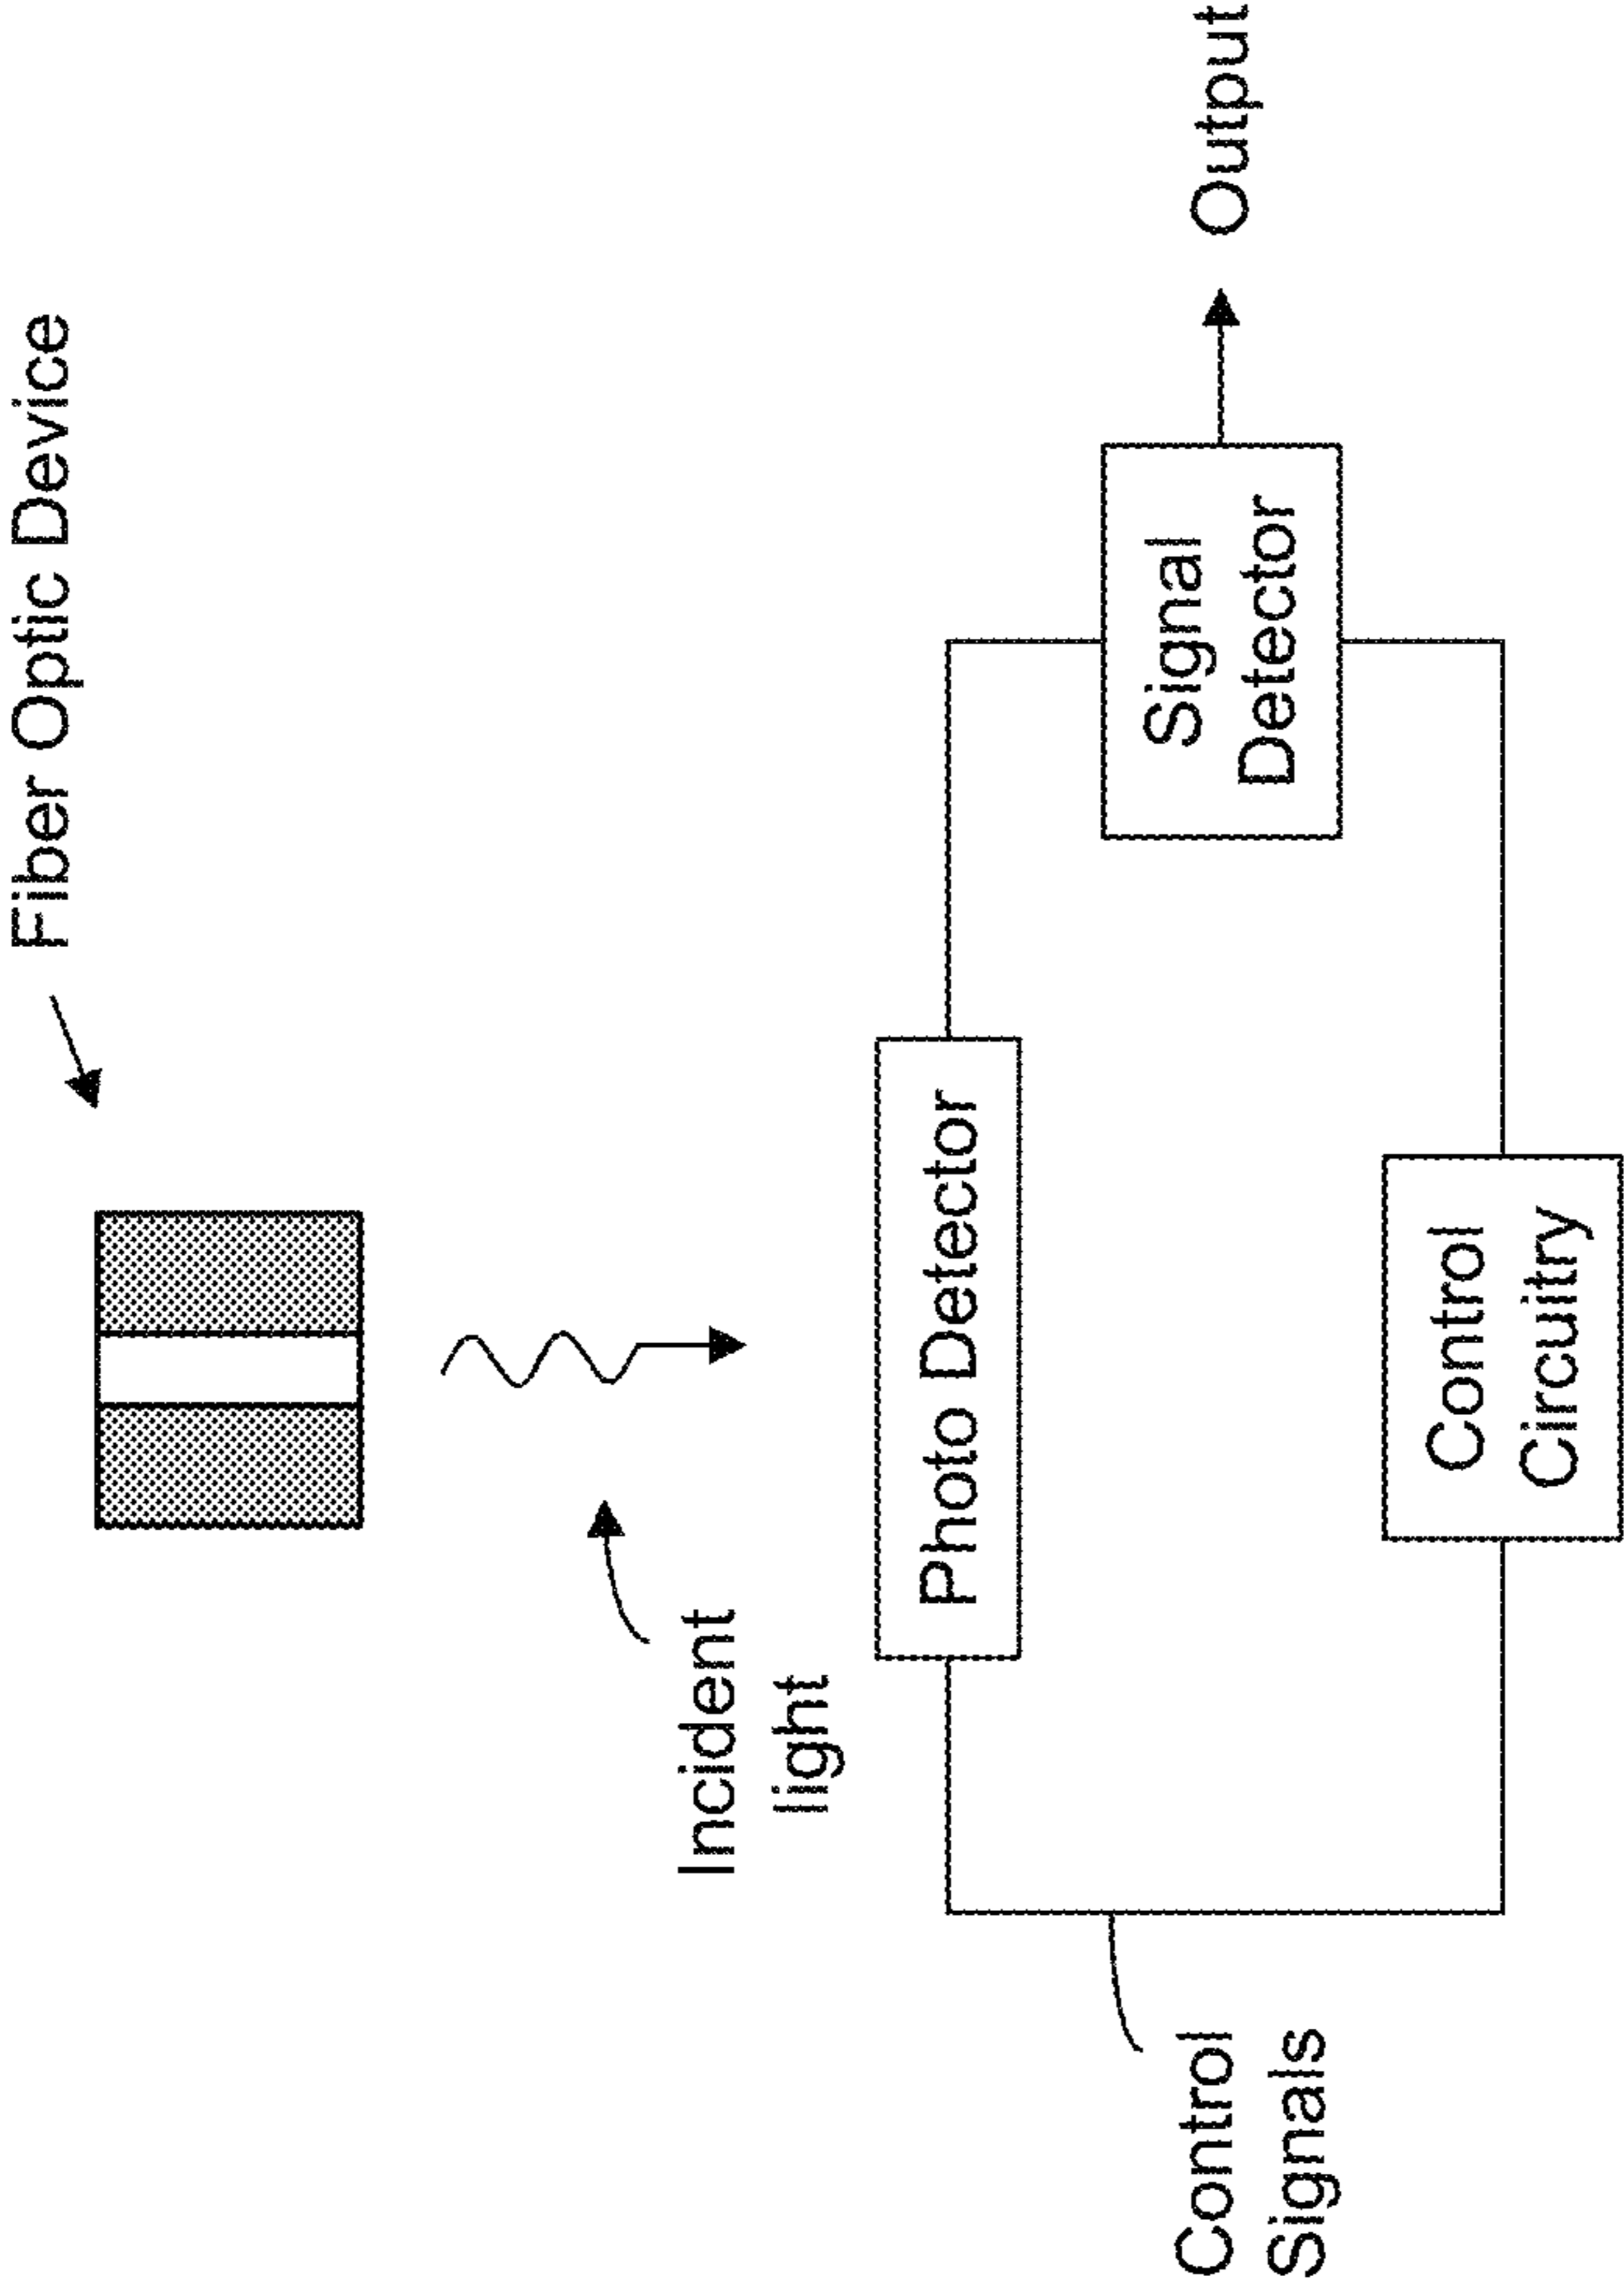 Fiber Optic Device
Incident
light
Photo Detector
Control
Signals
Signal
Detector
Output
Control
Circuitry